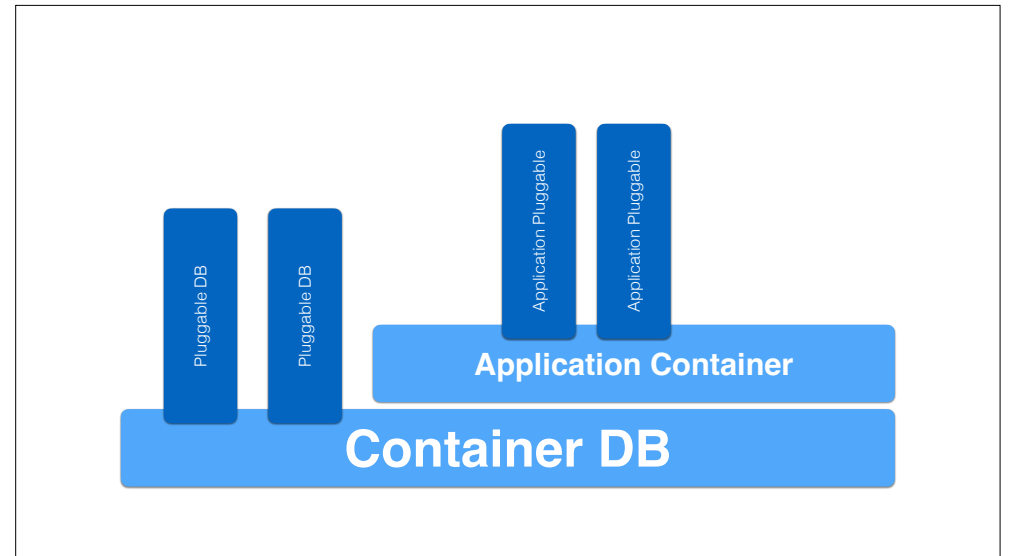 Pluggable DB
Pluggable DB
Application Pluggable
Application Pluggable
Application Container
Container DB